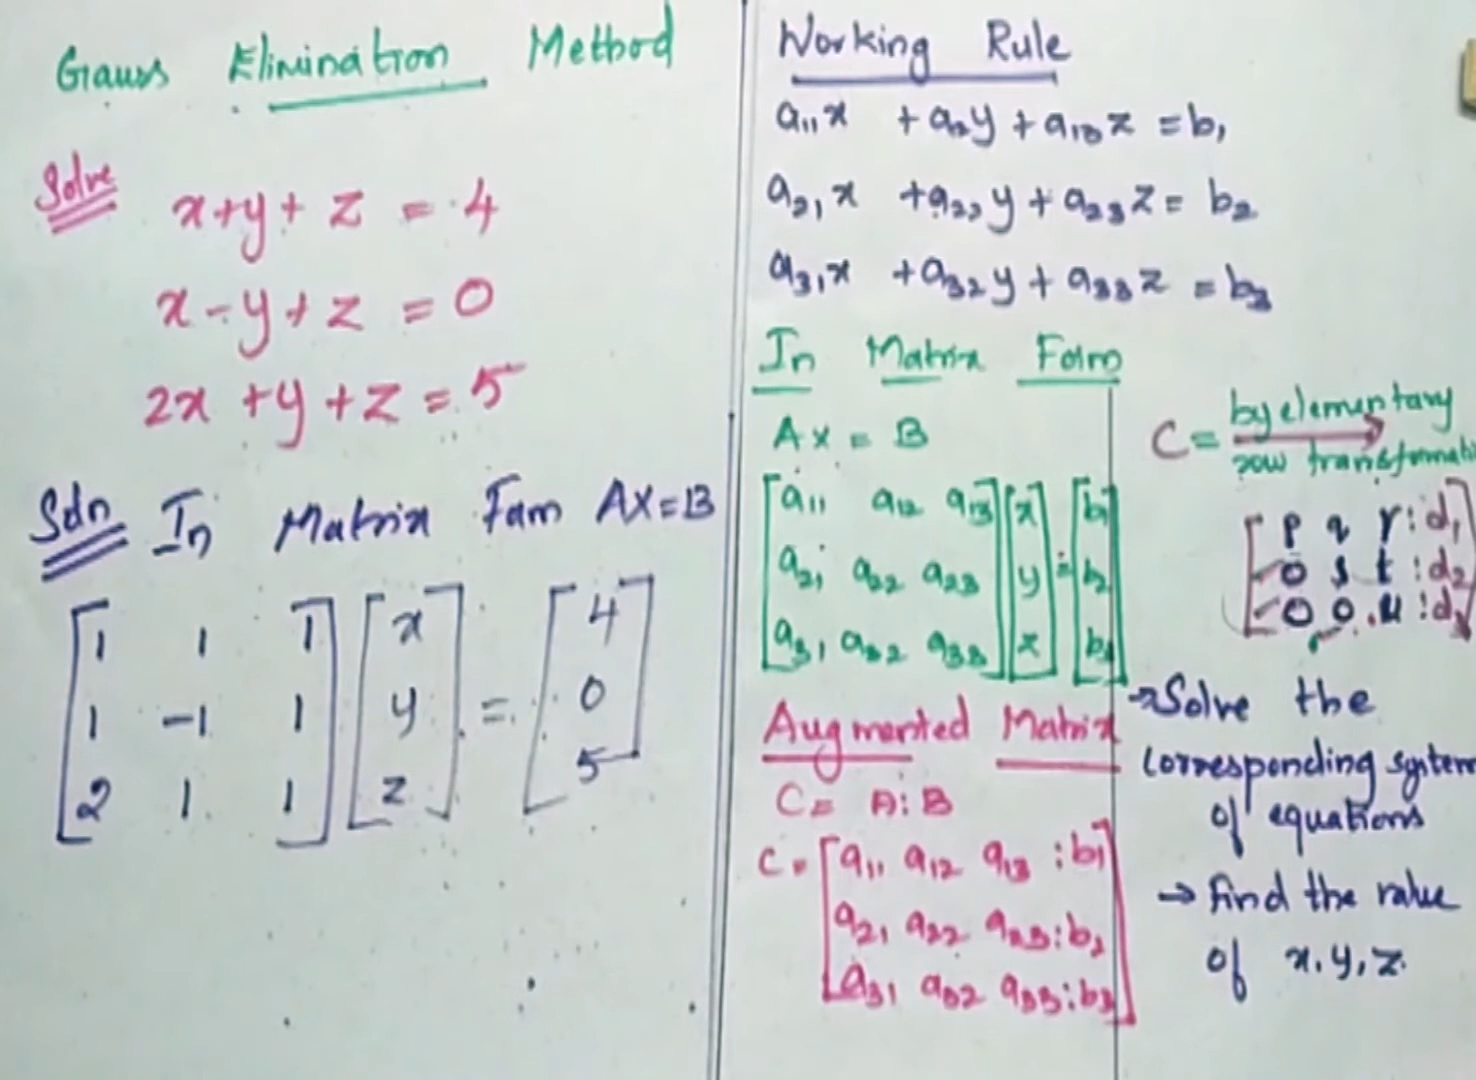 Gauss Elimination Method
Solve
x+y+ z = 4
x-y+z = 0
2x +y +z = 5
Soln In Matrix Form AX=B
[1 1 1] [x] = [4]
[1 -1 1] [y] [0]
[2 1 1] [z] [5]
Working Rule
a11x +a12y +a13z =b1
a21x +a22y +a23z = b2
a31x +a32y +a33z =b3
In Matrix Form
AX = B
[a11 a12 a13] [x] = [b1]
[a21 a22 a23] [y] [b2]
[a31 a32 a33] [z]
Augmented Matrix
C= A:B
C= [a11 a12 a13 :b1]
[a21 a22 a23:b2]
[a31 a32 a33:b3]
C= by elementary
row transformati
[p q r:d1]
[0 s t :d2]
[0 0 u :d
→Solve the
corresponding system
of equations
→ find the value
of x,y,z.